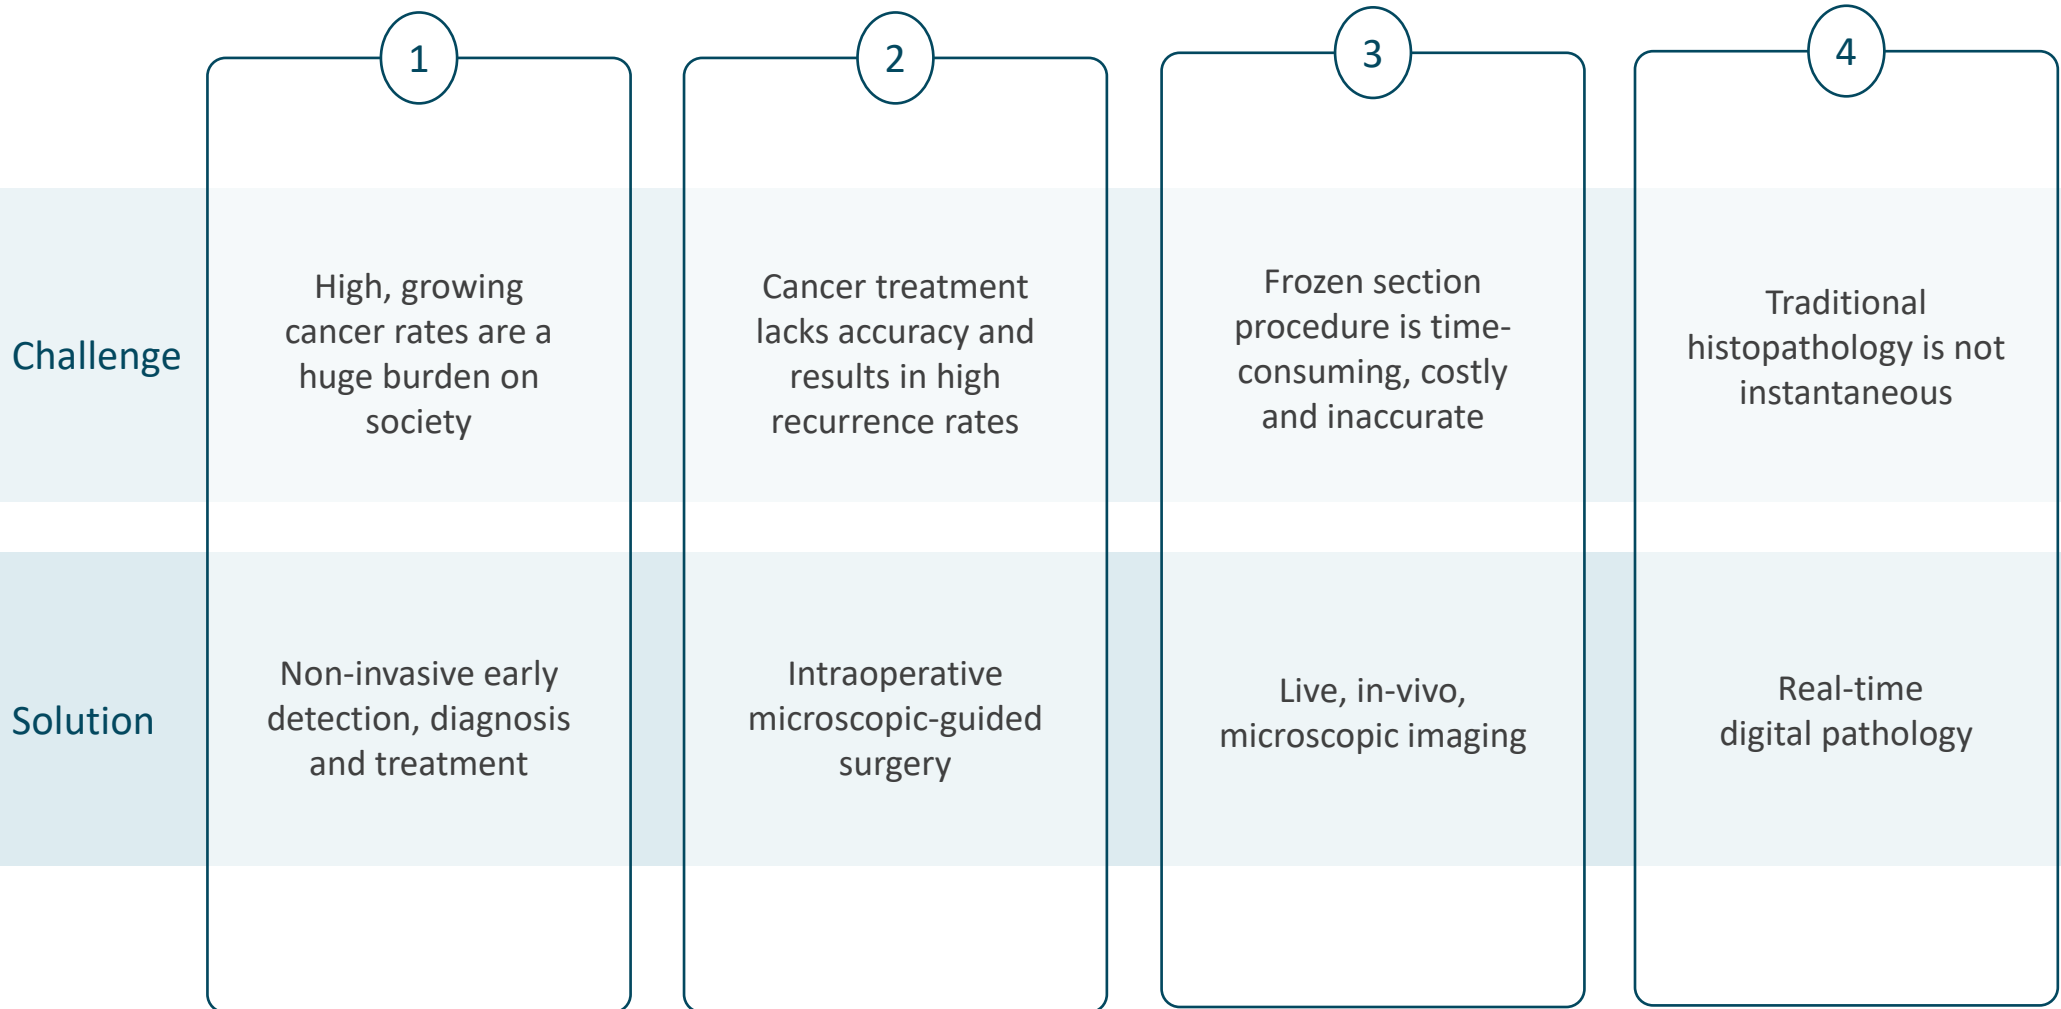 1
2
3
4
Challenge
High, growing
cancer rates are a
huge burden on
society
Cancer treatment
lacks accuracy and
results in high
recurrence rates
Frozen section
procedure is time-
consuming, costly
and inaccurate
Traditional
histopathology is not
instantaneous
Solution
Non-invasive early
detection, diagnosis
and treatment
Intraoperative
microscopic-guided
surgery
Live, in-vivo,
microscopic imaging
Real-time
digital pathology